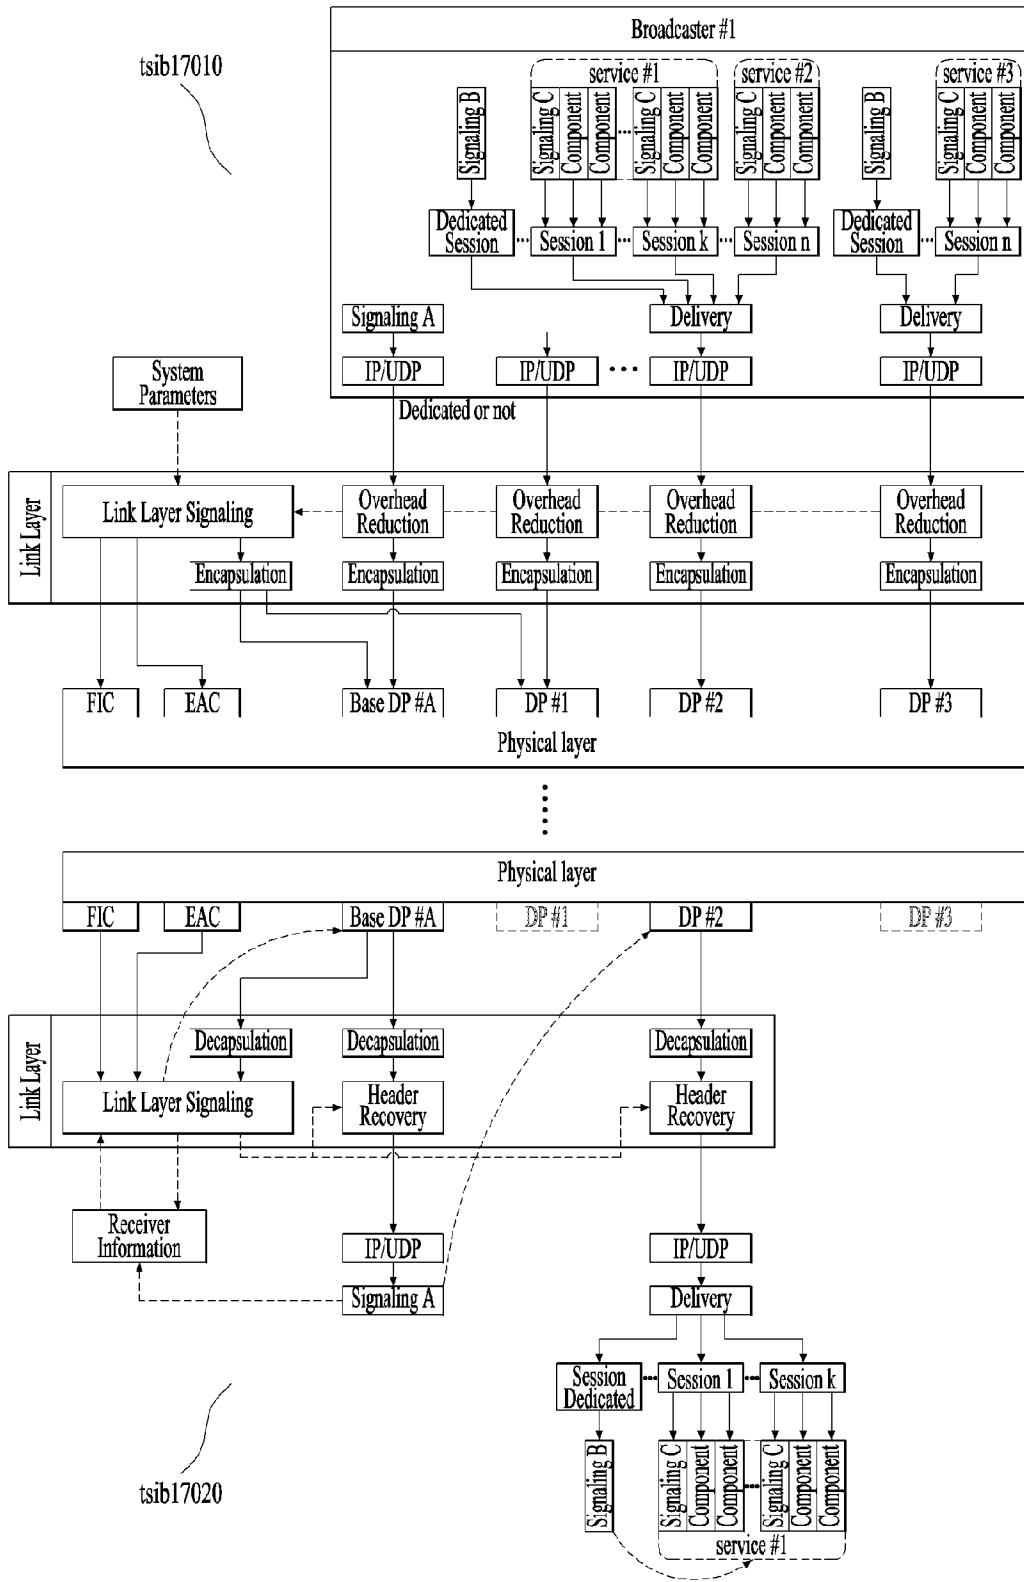 Broadcaster #1
tsib17010
service #1
service #2
service #3
Signaling B
Signaling C
Component
Component
...
Signaling C
Component
Component
Signaling C
Component
Component
Signaling B
Signaling C
Component
Component
Dedicated
Session
...
Session 1
...
Session k
...
Session n
Dedicated
Session
...
Session n
Signaling A
Delivery
Delivery
System
Parameters
IP/UDP
IP/UDP
...
IP/UDP
IP/UDP
Dedicated or not
Link Layer
Link Layer Signaling
Overhead
Reduction
Overhead
Reduction
Overhead
Reduction
Overhead
Reduction
Encapsulation
Encapsulation
Encapsulation
Encapsulation
Encapsulation
FIC
EAC
Base DP #A
DP #1
DP #2
DP #3
Physical layer
Physical layer
FIC
EAC
Base DP #A
DP #1
DP #2
DP #3
Link Layer
Decapsulation
Decapsulation
Decapsulation
Link Layer Signaling
Header
Recovery
Header
Recovery
Receiver
Information
IP/UDP
IP/UDP
Signaling A
Delivery
Session
Dedicated
...
Session 1
...
Session k
Signaling B
Signaling C
Component
Component
...
Signaling C
Component
Component
service #1
tsib17020